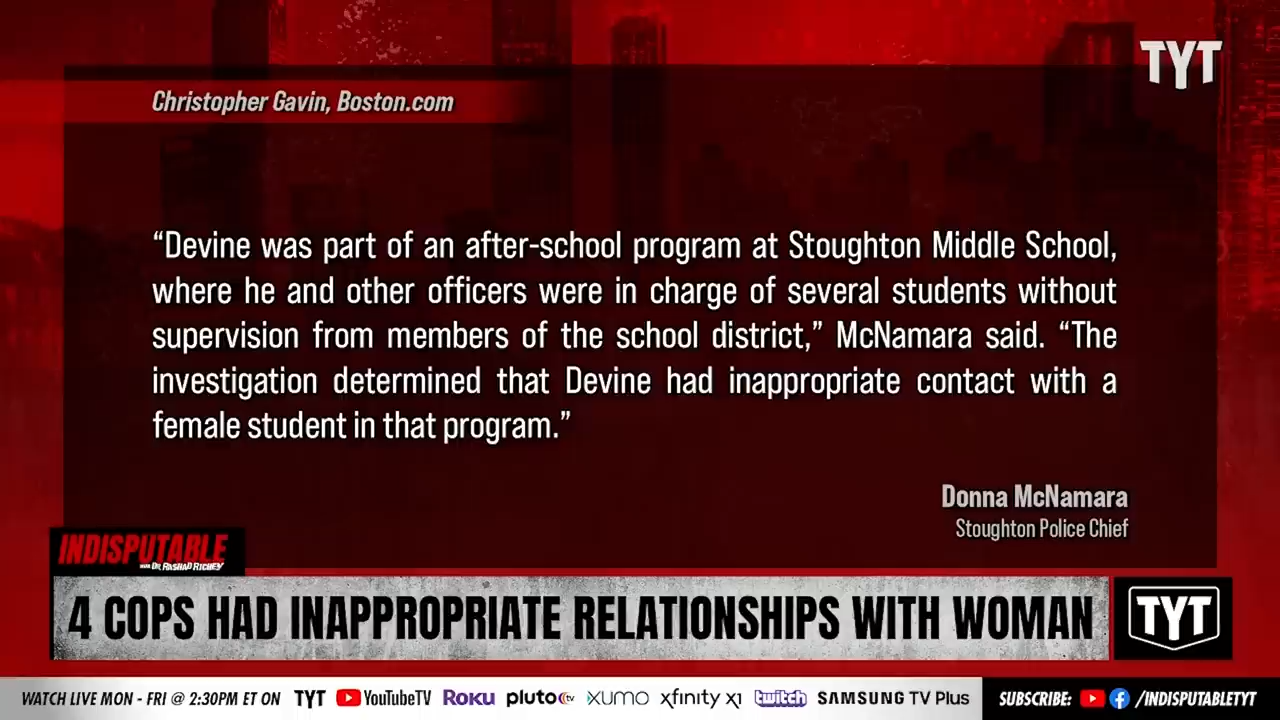 TYT
Christopher Gavin, Boston.com
“Devine was part of an after-school program at Stoughton Middle School,
where he and other officers were in charge of several students without
supervision from members of the school district,” McNamara said. “The
investigation determined that Devine had inappropriate contact with a
female student in that program.”
Donna McNamara
Stoughton Police Chief
INDISPUTABLE
WITH DR. RASHAD RICHEY
4 COPS HAD INAPPROPRIATE RELATIONSHIPS WITH WOMAN
TYT
WATCH LIVE MON - FRI @ 2:30PM ET ON TYT YouTubeTV ROKU pluto tv XUMO xfinity x1 twitch SAMSUNG TV Plus SUBSCRIBE: /INDISPUTABLETYT